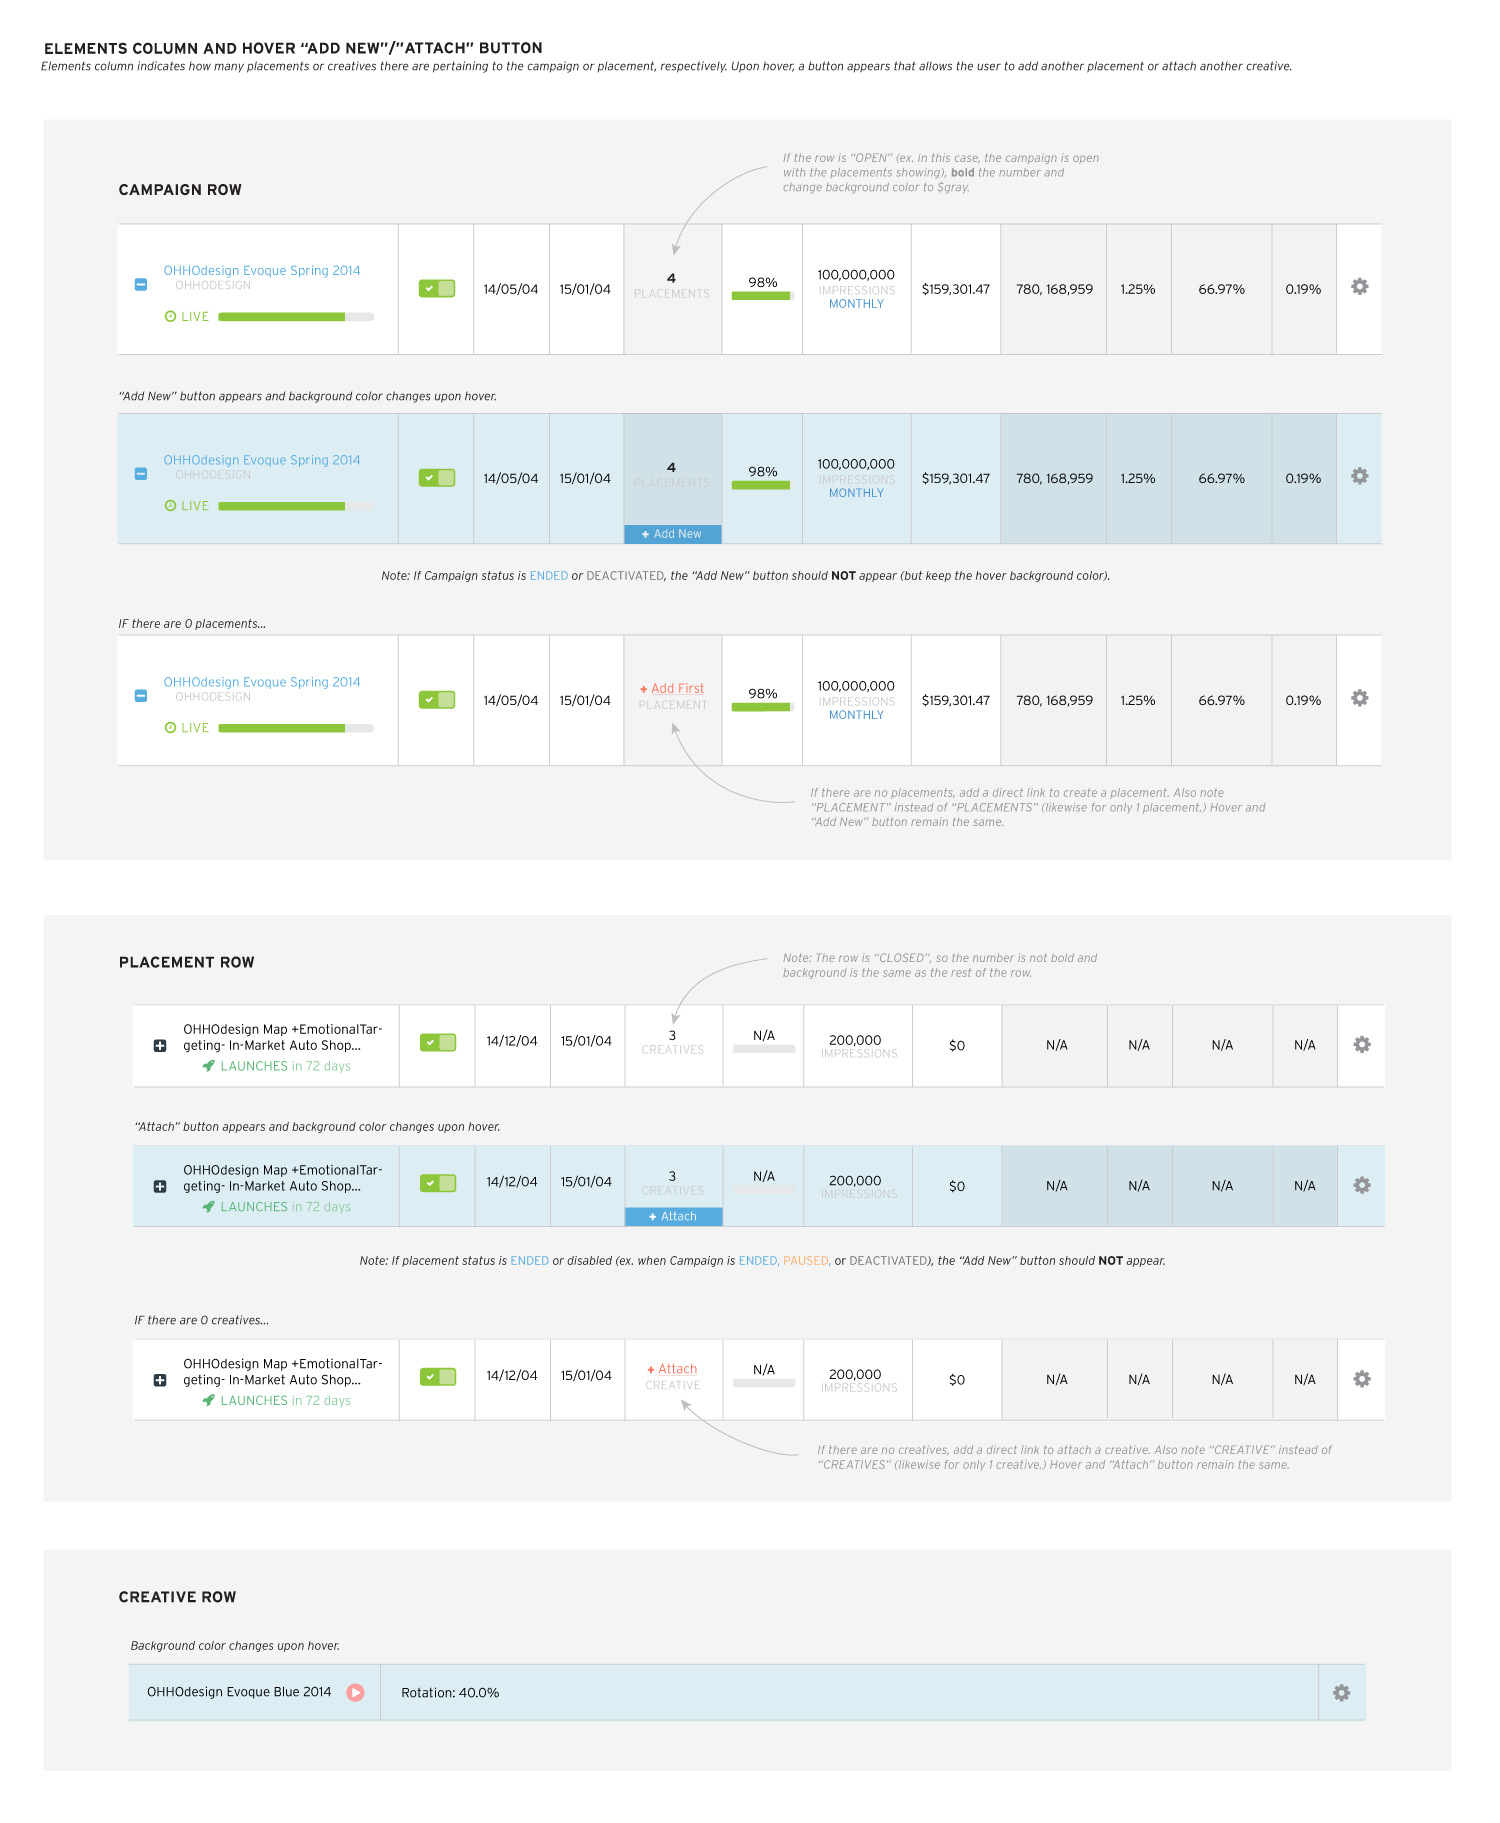 ELEMENTS COLUMN AND HOVER “ADD NEW”/”ATTACH” BUTTON
Elements column indicates how many placements or creatives there are pertaining to the campaign or placement, respectively. Upon hover, a button appears that allows the user to add another placement or attach another creative.
If the row is “OPEN” (ex. in this case, the campaign is open
with the placements showing), bold the number and
change background color to $gray.
CAMPAIGN ROW
OHHOdesign Evoque Spring 2014
OHHODESIGN
LIVE
14/05/04
15/01/04
4
PLACEMENTS
98%
100,000,000
IMPRESSIONS
MONTHLY
$159,301.47
780, 168,959
1.25%
66.97%
0.19%
“Add New” button appears and background color changes upon hover.
OHHOdesign Evoque Spring 2014
OHHODESIGN
LIVE
14/05/04
15/01/04
4
PLACEMENTS
+ Add New
98%
100,000,000
IMPRESSIONS
MONTHLY
$159,301.47
780, 168,959
1.25%
66.97%
0.19%
Note: If Campaign status is ENDED or DEACTIVATED, the “Add New” button should NOT appear (but keep the hover background color).
IF there are 0 placements...
OHHOdesign Evoque Spring 2014
OHHODESIGN
LIVE
14/05/04
15/01/04
+ Add First
PLACEMENT
98%
100,000,000
IMPRESSIONS
MONTHLY
$159,301.47
780, 168,959
1.25%
66.97%
0.19%
If there are no placements, add a direct link to create a placement. Also note
“PLACEMENT” instead of “PLACEMENTS” (likewise for only 1 placement.) Hover and
“Add New” button remain the same.
PLACEMENT ROW
Note: The row is “CLOSED”, so the number is not bold and
background is the same as the rest of the row.
OHHOdesign Map +EmotionalTar-
geting- In-Market Auto Shop...
LAUNCHES in 72 days
14/12/04
15/01/04
3
CREATIVES
N/A
200,000
IMPRESSIONS
$0
N/A
N/A
N/A
N/A
“Attach” button appears and background color changes upon hover.
OHHOdesign Map +EmotionalTar-
geting- In-Market Auto Shop...
LAUNCHES in 72 days
14/12/04
15/01/04
3
CREATIVES
+ Attach
N/A
200,000
IMPRESSIONS
$0
N/A
N/A
N/A
N/A
Note: If placement status is ENDED or disabled (ex. when Campaign is ENDED, PAUSED, or DEACTIVATED), the “Add New” button should NOT appear.
IF there are 0 creatives...
OHHOdesign Map +EmotionalTar-
geting- In-Market Auto Shop...
LAUNCHES in 72 days
14/12/04
15/01/04
+ Attach
CREATIVE
N/A
200,000
IMPRESSIONS
$0
N/A
N/A
N/A
N/A
If there are no creatives, add a direct link to attach a creative. Also note “CREATIVE” instead of
“CREATIVES” (likewise for only 1 creative.) Hover and “Attach” button remain the same.
CREATIVE ROW
Background color changes upon hover.
OHHOdesign Evoque Blue 2014
Rotation: 40.0%